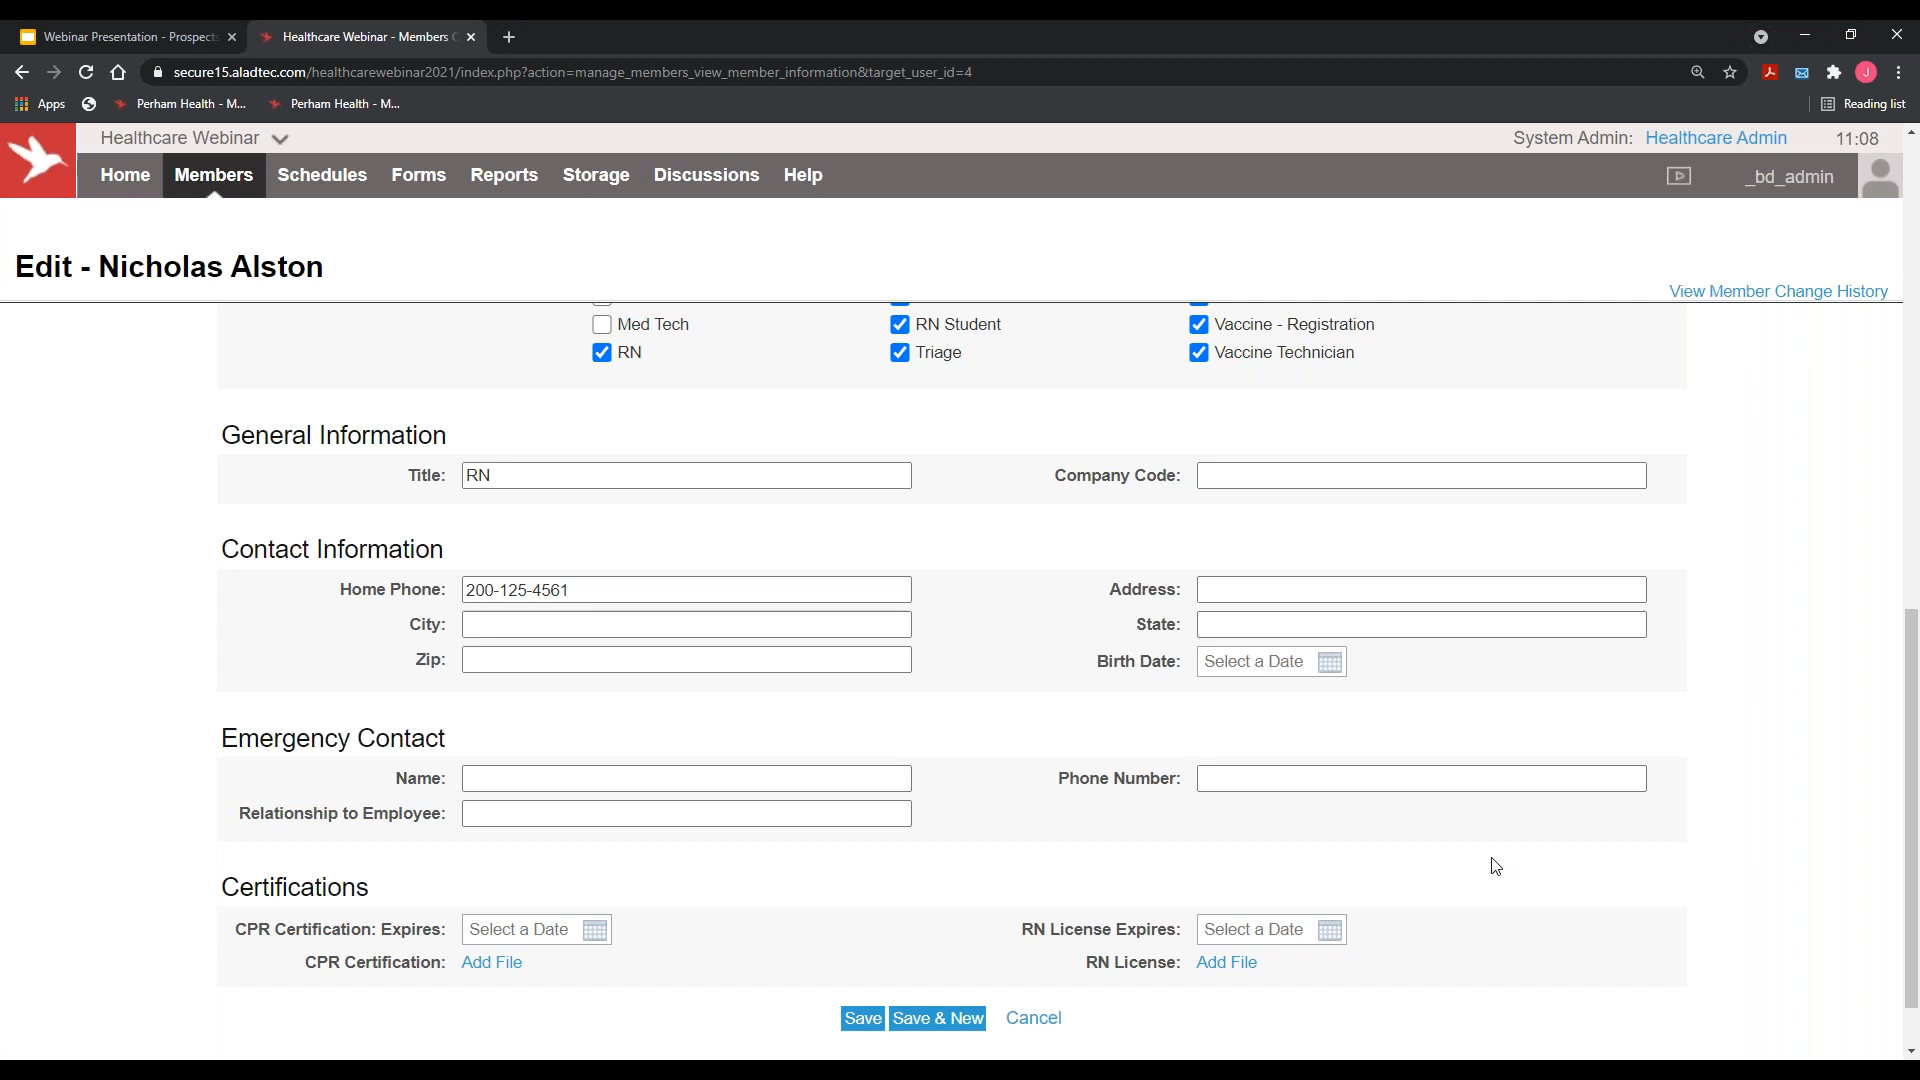 Webinar Presentation - Prospects
Healthcare Webinar - Members
secure15.aladtec.com/healthcarewebinar2021/index.php?action=manage_members_view_member_information&target_user_id=4
J
Apps
Perham Health - M...
Perham Health - M...
Reading list
Healthcare Webinar
System Admin: Healthcare Admin
11:08
Home
Members
Schedules
Forms
Reports
Storage
Discussions
Help
_bd_admin
Edit - Nicholas Alston
View Member Change History
Med Tech
RN Student
Vaccine - Registration
RN
Triage
Vaccine Technician
General Information
Title: RN
Company Code:
Contact Information
Home Phone: 200-125-4561
Address:
City:
State:
Zip:
Birth Date: Select a Date
Emergency Contact
Name:
Phone Number:
Relationship to Employee:
Certifications
CPR Certification: Expires: Select a Date
RN License Expires: Select a Date
CPR Certification: Add File
RN License: Add File
Save
Save & New
Cancel